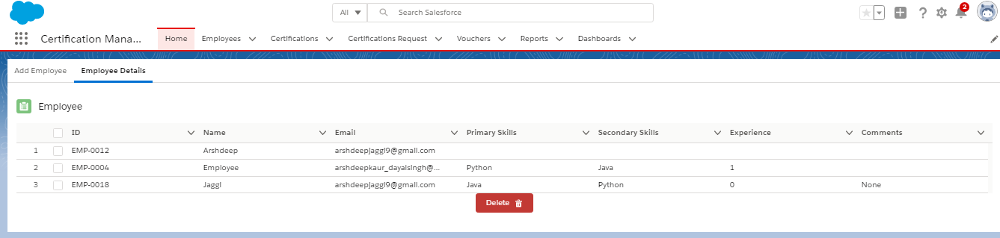 All Search Salesforce 2
Certification Mana... Home Employees Certifications Certifications Request Vouchers Reports Dashboards
Add Employee Employee Details
Employee
ID Name Email Primary Skills Secondary Skills Experience Comments
1 EMP-0012 Arshdeep arshdeepjaggi9@gmail.com
2 EMP-0004 Employee arshdeepkaur_dayalsingh@... Python Java 1
3 EMP-0018 Jaggi arshdeepjaggi9@gmail.com Java Python 0 None
Delete